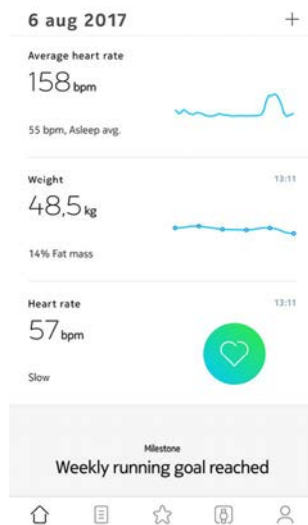 6 aug 2017
Average heart rate
158 bpm
55 bpm, Asleep avg.
Weight
13:11
48,5 kg
14% Fat mass
Heart rate
13:11
57 bpm
Slow
Milestone
Weekly running goal reached